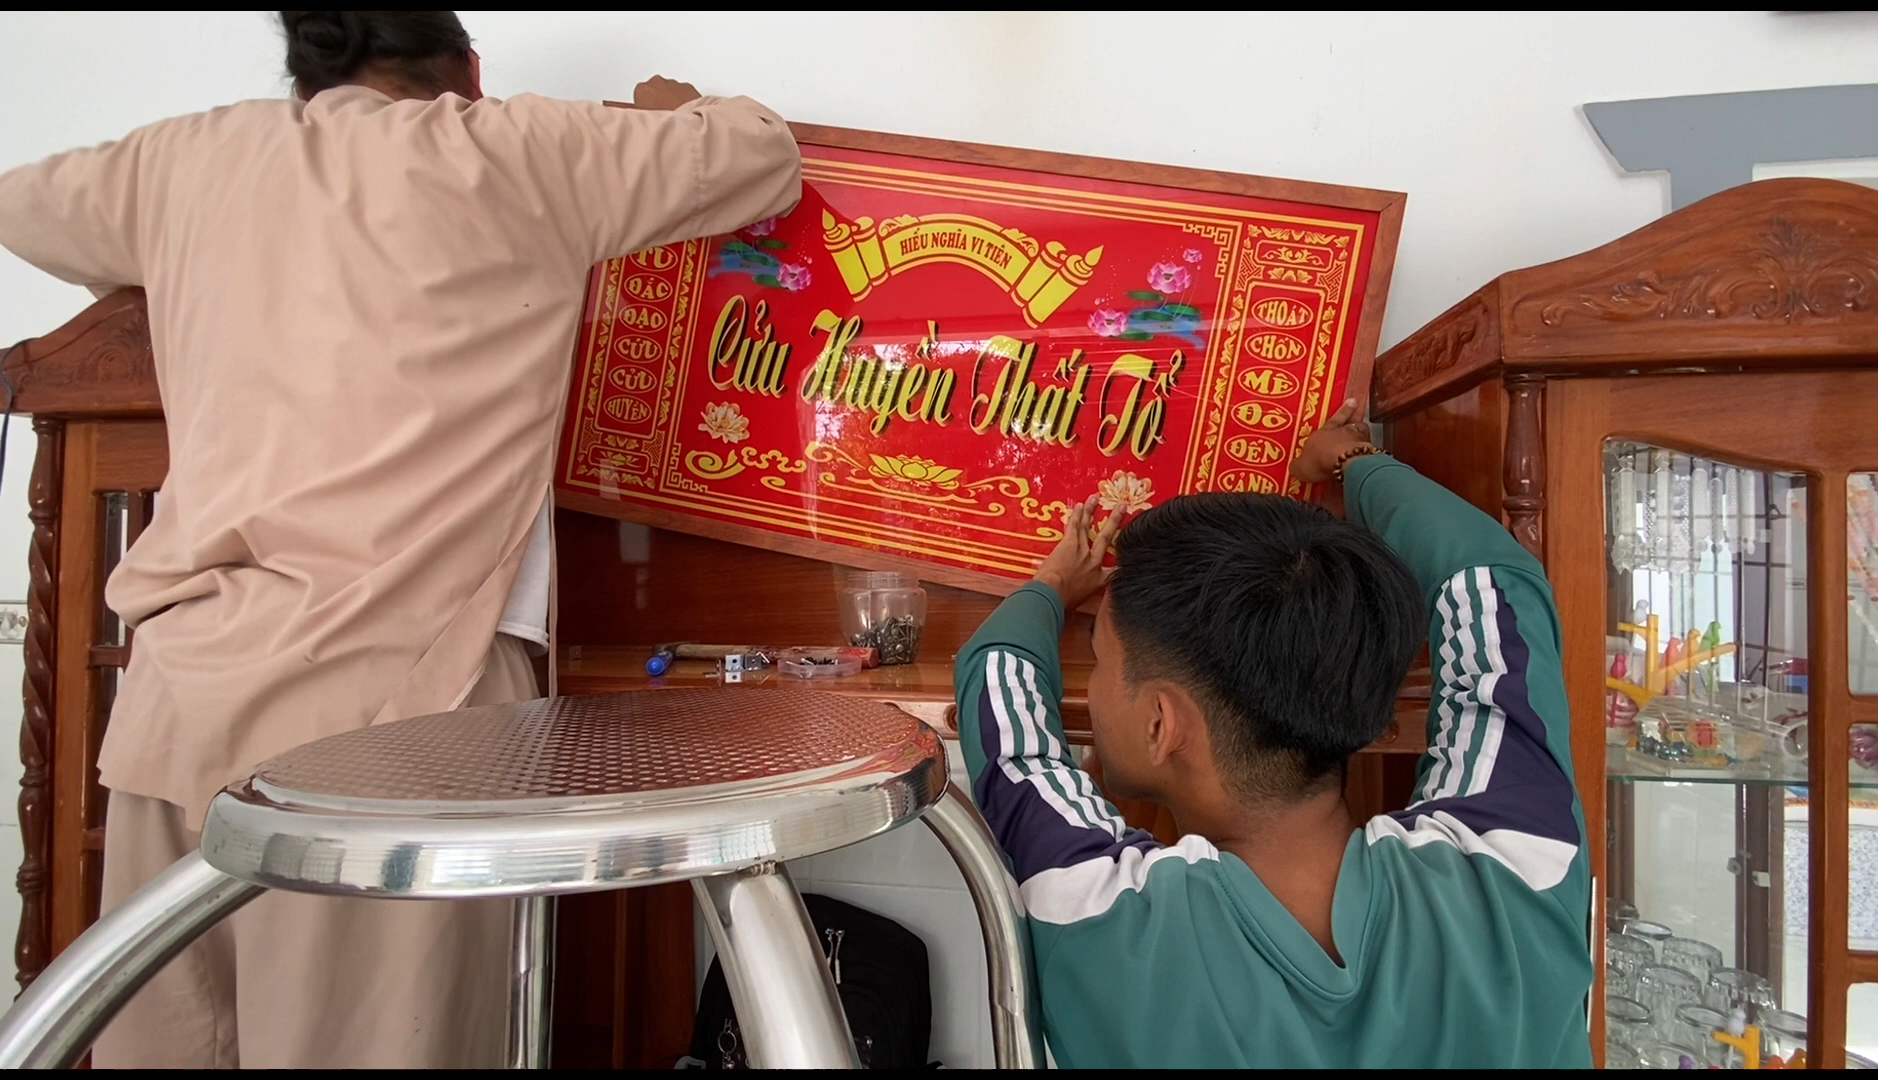 HIẾU NGHĨA VI TIÊN
Cửu Huyền Thất Tổ
TU
ĐẮC
ĐẠO
CỨU
CỬU
HUYỀN
THOÁT
CHỐN
MÊ
ĐỒ
ĐẾN
CẢNH